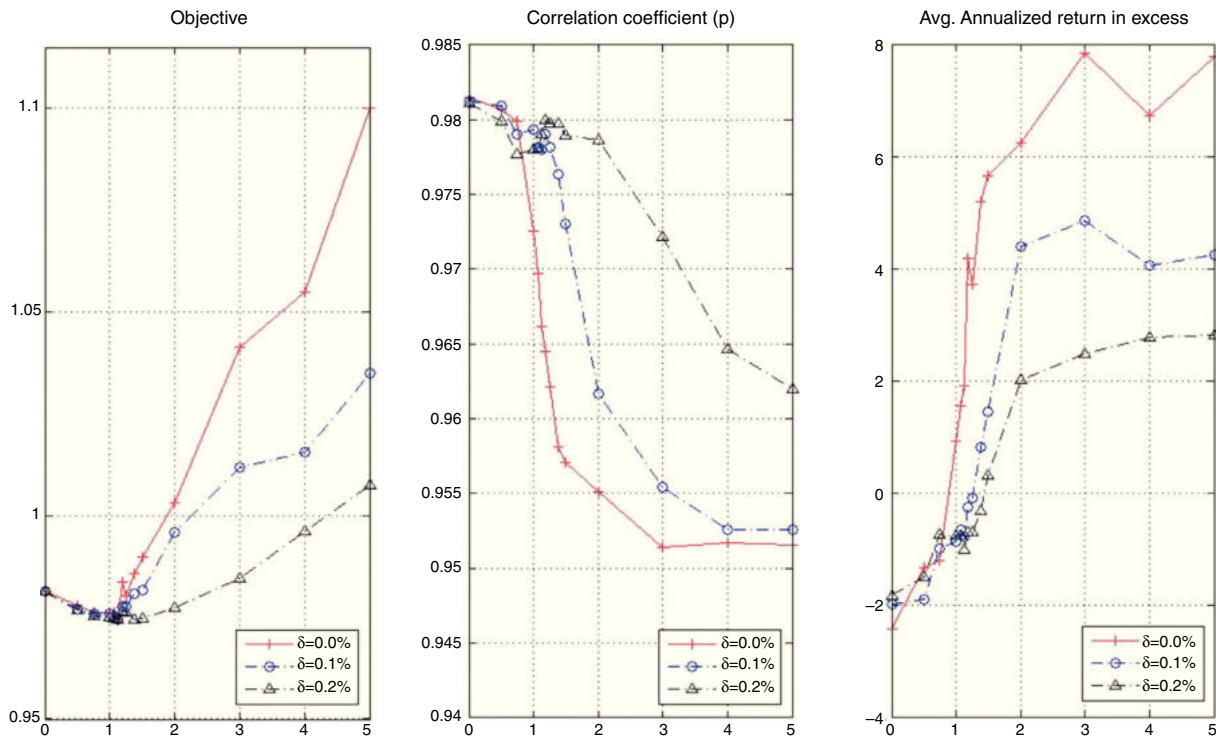 Objective
1.1
1.05
1
0.95
0 1 2 3 4 5
δ=0.0%
δ=0.1%
δ=0.2%
Correlation coefficient (p)
0.985
0.98
0.975
0.97
0.965
0.96
0.955
0.95
0.945
0.94
0 1 2 3 4 5
δ=0.0%
δ=0.1%
δ=0.2%
Avg. Annualized return in excess
8
6
4
2
0
−2
−4
0 1 2 3 4 5
δ=0.0%
δ=0.1%
δ=0.2%